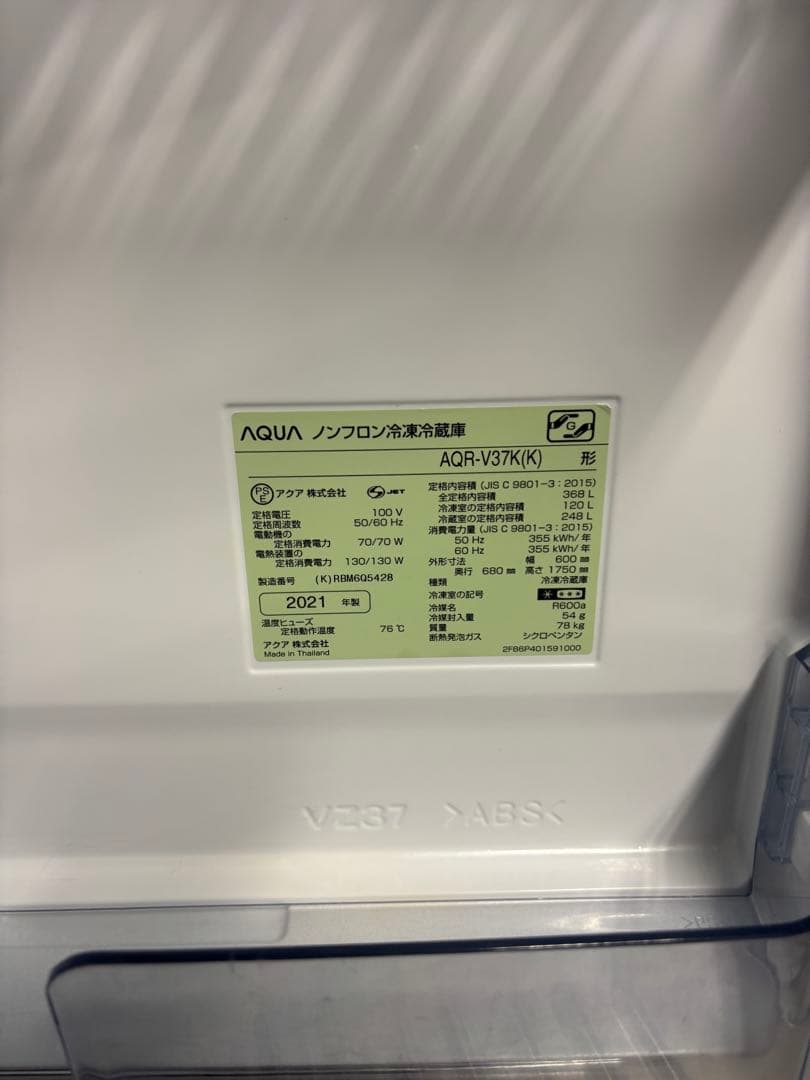 AQUA ノンフロン冷凍冷蔵庫
G
AQR-V37K(K) 形
PS E アクア 株式会社 S JET
定格電圧 100 V
定格周波数 50/60 Hz
電動機の
定格消費電力 70/70 W
電熱装置の
定格消費電力 130/130 W
製造番号 (K)RBM6Q5428
2021 年製
温度ヒューズ
定格動作温度 76 ℃
アクア 株式会社
Made in Thailand
定格内容積 (JIS C 9801-3:2015)
全定格内容積 368 L
冷凍室の定格内容積 120 L
冷蔵室の定格内容積 248 L
消費電力量 (JIS C 9801-3:2015)
50 Hz 355 kWh/年
60 Hz 355 kWh/年
外形寸法 幅 600 ㎜
奥行 680 ㎜ 高さ 1750 ㎜
種類 冷凍冷蔵庫
冷凍室の記号
冷媒名 R600a
冷媒封入量 54 g
質量 78 kg
断熱発泡ガス シクロペンタン
2F86P401591000
VZ37 >ABS<